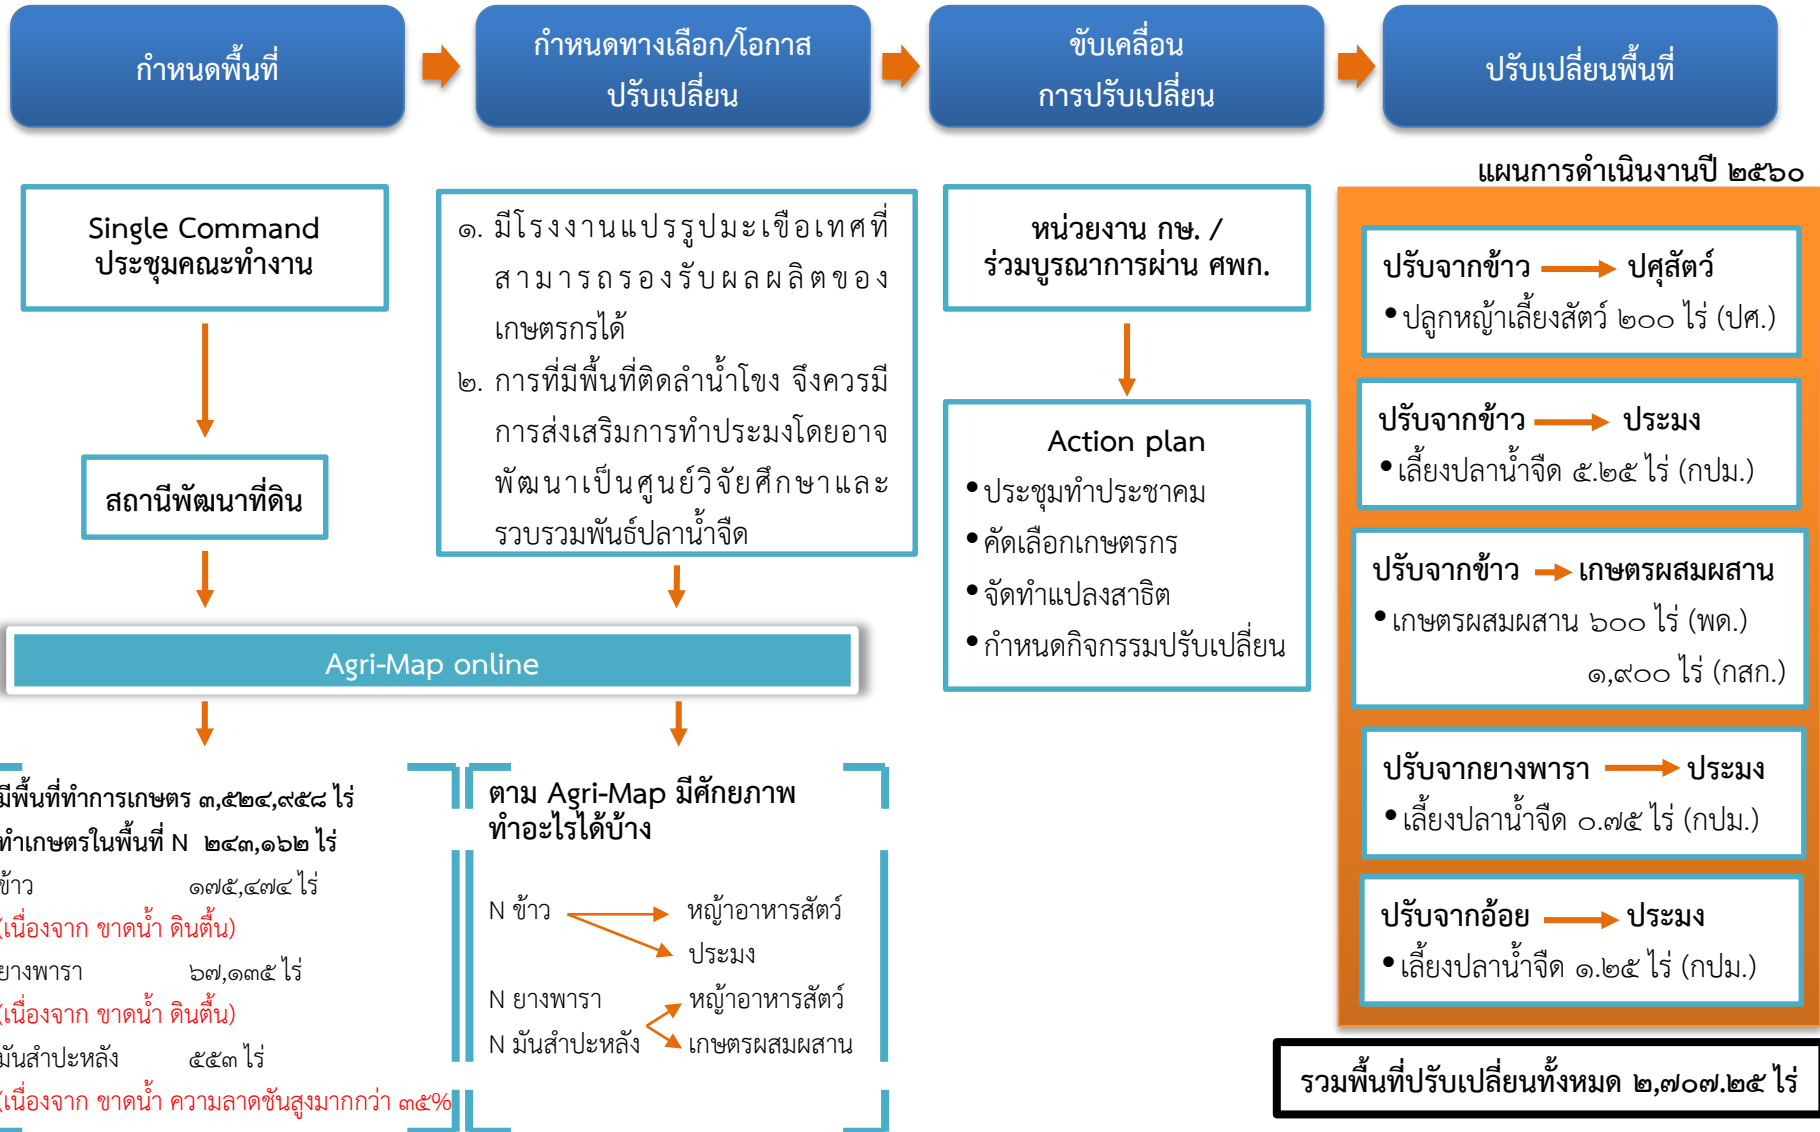 กำหนดพื้นที่
กำหนดทางเลือก/โอกาส
ปรับเปลี่ยน
ขับเคลื่อน
การปรับเปลี่ยน
ปรับเปลี่ยนพื้นที่
Single Command
ประชุมคณะทำงาน
สถานีพัฒนาที่ดิน
๑. มีโรงงานแปรรูปมะเขือเทศที่
สามารถรองรับผลผลิตของ
เกษตรกรได้
๒. การที่มีพื้นที่ติดลำน้ำโขง จึงควรมี
การส่งเสริมการทำประมงโดยอาจ
พัฒนาเป็นศูนย์วิจัยศึกษาและ
รวบรวมพันธ์ปลาน้ำจืด
Agri-Map online
มีพื้นที่ทำการเกษตร ๓,๕๒๔,๙๕๘ ไร่
ทำเกษตรในพื้นที่ N ๒๔๓,๑๖๒ ไร่
ข้าว ๑๗๕,๔๗๔ ไร่
(เนื่องจาก ขาดน้ำ ดินตื้น)
ยางพารา ๖๗,๑๓๕ ไร่
(เนื่องจาก ขาดน้ำ ดินตื้น)
มันสำปะหลัง ๕๕๓ ไร่
(เนื่องจาก ขาดน้ำ ความลาดชันสูงมากกว่า ๓๕%
ตาม Agri-Map มีศักยภาพ
ทำอะไรได้บ้าง
N ข้าว หญ้าอาหารสัตว์
ประมง
N ยางพารา หญ้าอาหารสัตว์
N มันสำปะหลัง เกษตรผสมผสาน
หน่วยงาน กษ. /
ร่วมบูรณาการผ่าน ศพก.
Action plan
• ประชุมทำประชาคม
• คัดเลือกเกษตรกร
• จัดทำแปลงสาธิต
• กำหนดกิจกรรมปรับเปลี่ยน
แผนการดำเนินงานปี ๒๕๖๐
ปรับจากข้าว ปศุสัตว์
• ปลูกหญ้าเลี้ยงสัตว์ ๒๐๐ ไร่ (ปศ.)
ปรับจากข้าว ประมง
• เลี้ยงปลาน้ำจืด ๕.๒๕ ไร่ (กปม.)
ปรับจากข้าว เกษตรผสมผสาน
• เกษตรผสมผสาน ๖๐๐ ไร่ (พด.)
๑,๙๐๐ ไร่ (กสก.)
ปรับจากยางพารา ประมง
• เลี้ยงปลาน้ำจืด ๐.๗๕ ไร่ (กปม.)
ปรับจากอ้อย ประมง
• เลี้ยงปลาน้ำจืด ๑.๒๕ ไร่ (กปม.)
รวมพื้นที่ปรับเปลี่ยนทั้งหมด ๒,๗๐๗.๒๕ ไร่